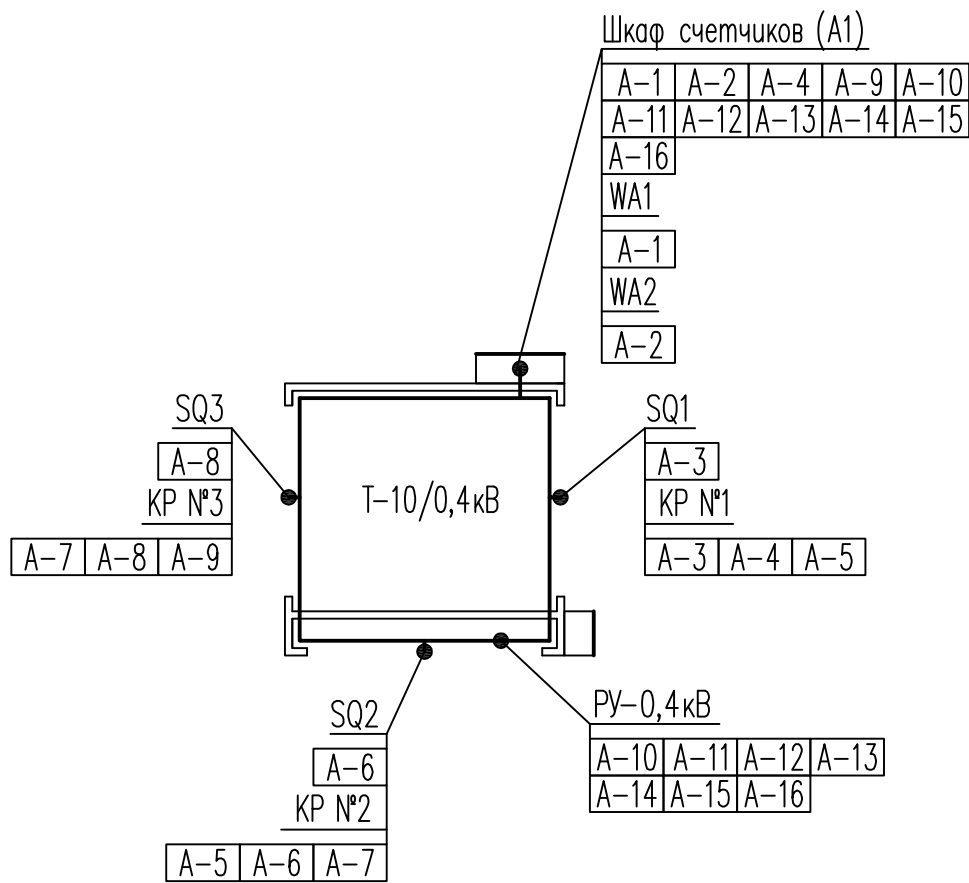 Шкаф счетчиков (А1)
А-1 А-2 А-4 А-9 А-10
А-11 А-12 А-13 А-14 А-15
А-16
WA1
А-1
WA2
А-2
SQ3
А-8
КР №3
А-7 А-8 А-9
Т-10/0,4кВ
SQ1
А-3
КР №1
А-3 А-4 А-5
SQ2
А-6
КР №2
А-5 А-6 А-7
РУ-0,4кВ
А-10 А-11 А-12 А-13
А-14 А-15 А-16